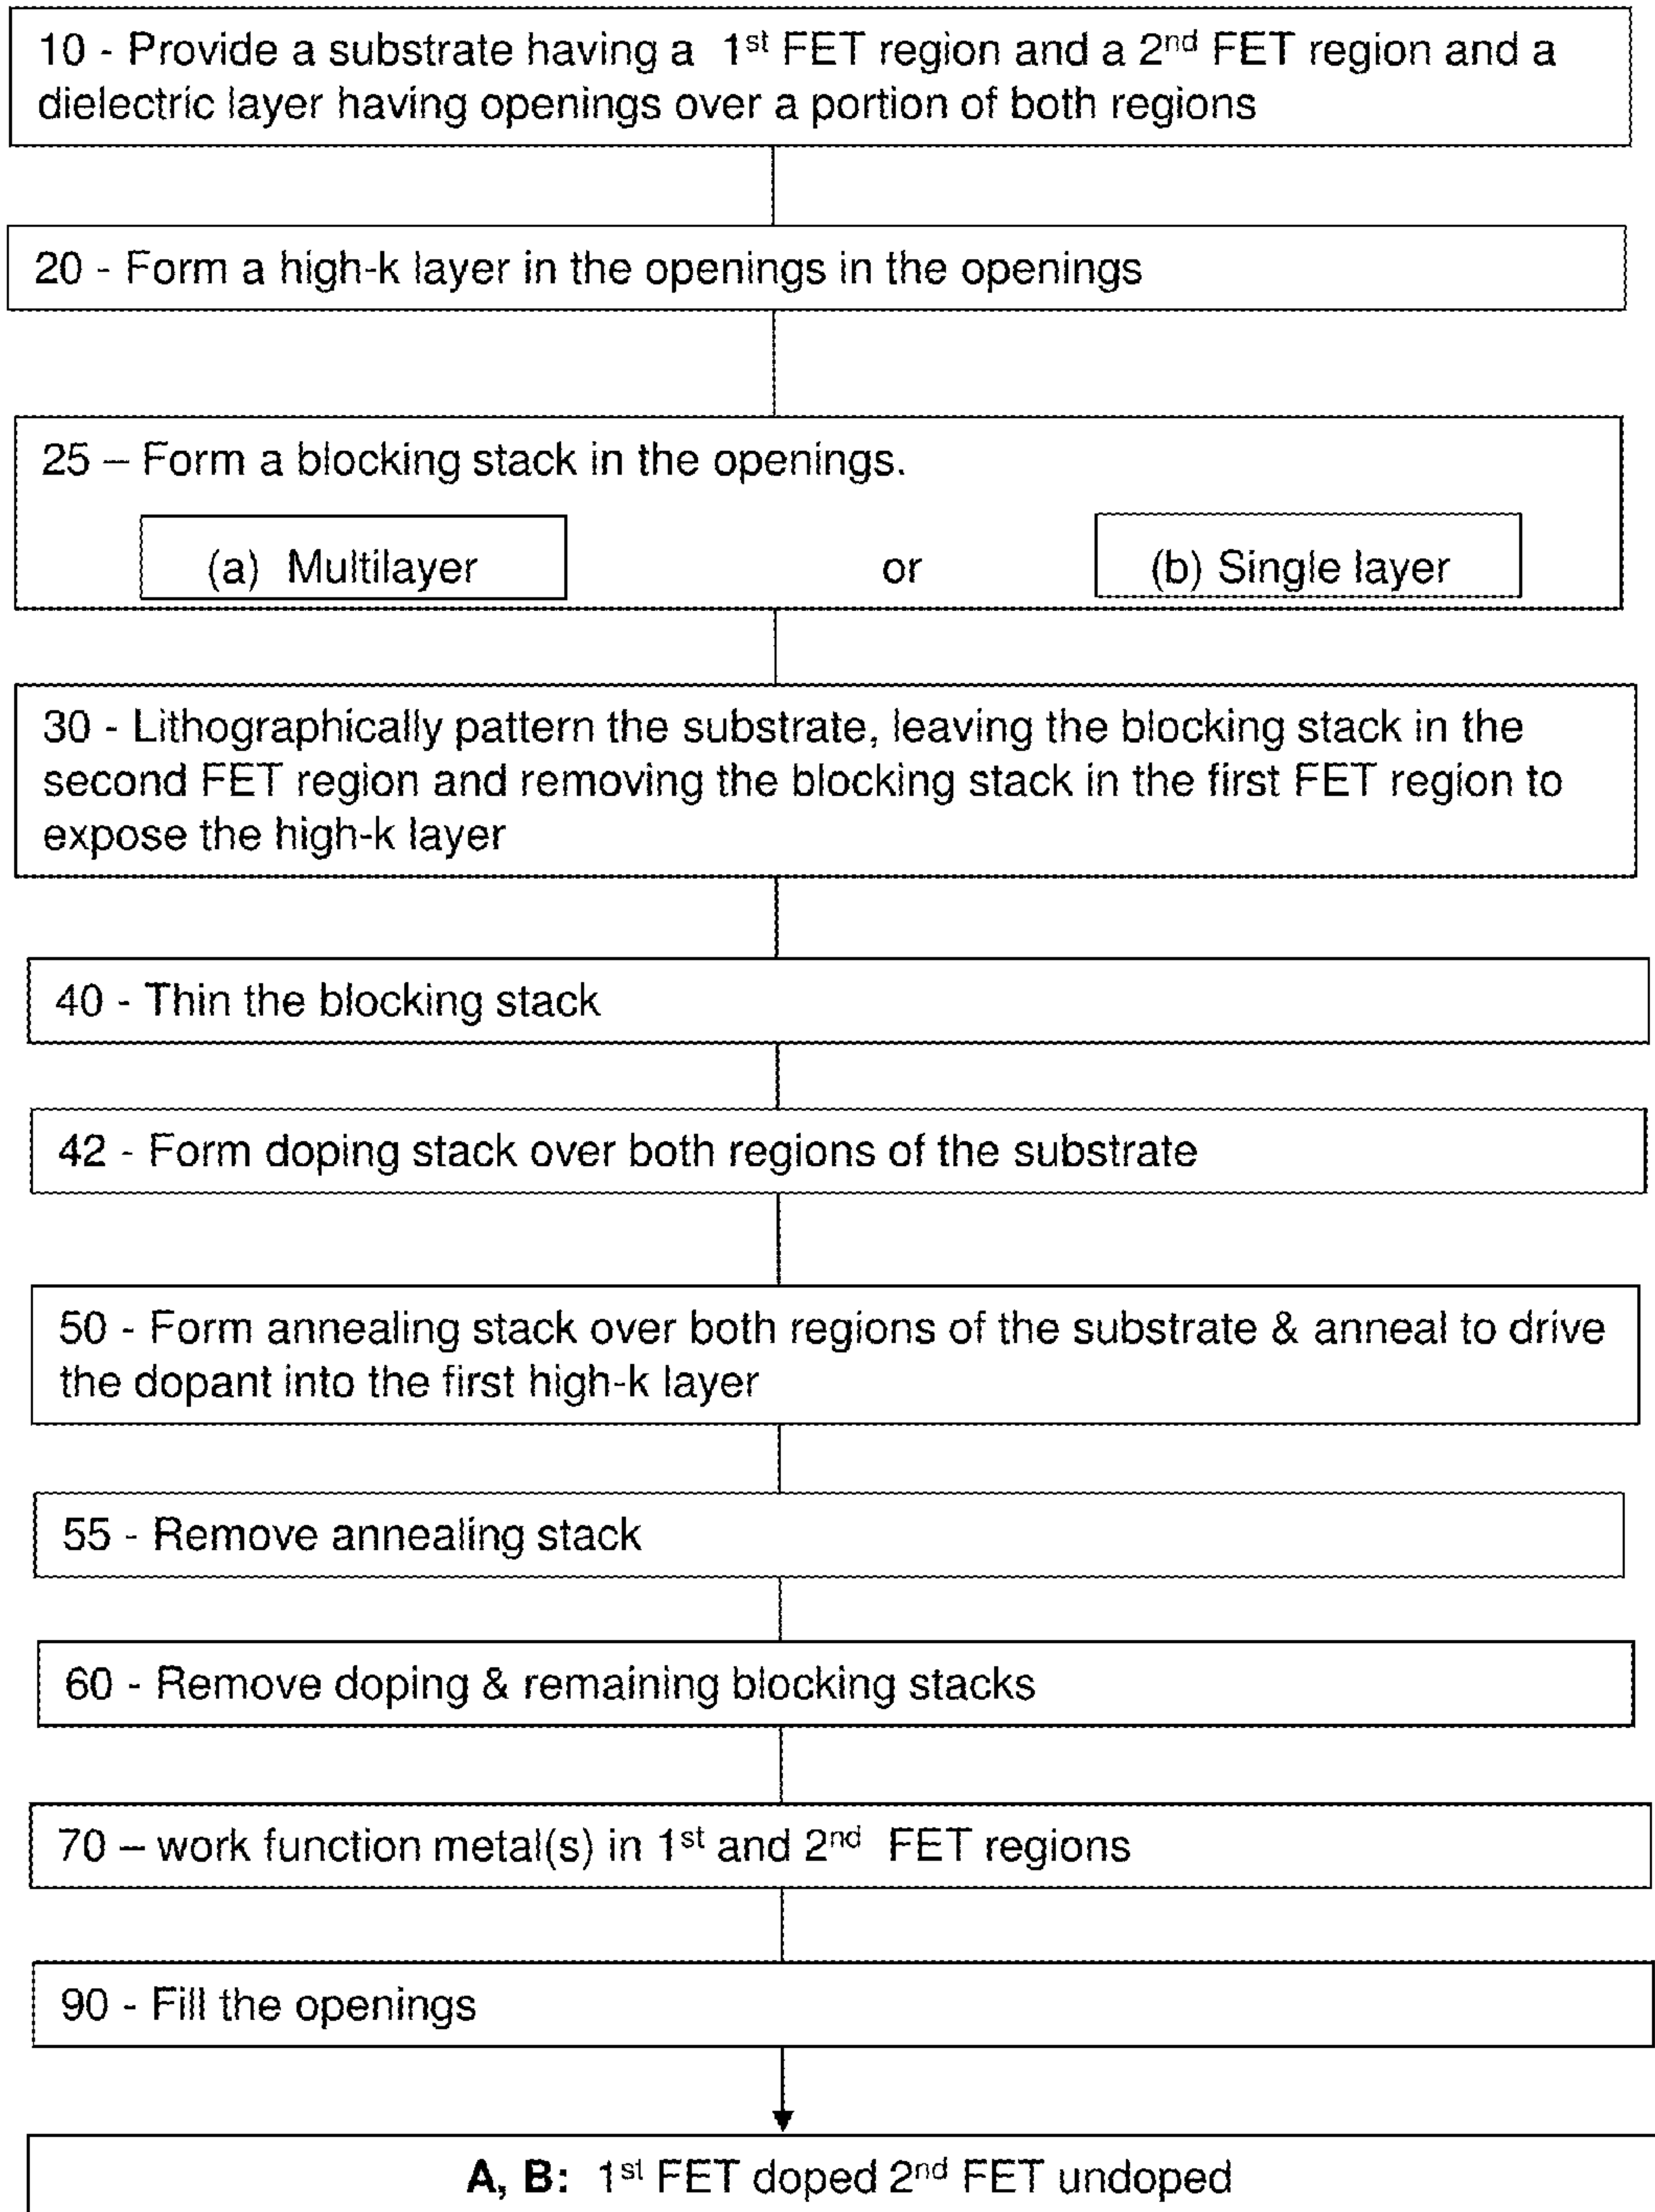 10 - Provide a substrate having a 1st FET region and a 2nd FET region and a
dielectric layer having openings over a portion of both regions
20 - Form a high-k layer in the openings in the openings
25 – Form a blocking stack in the openings.
(a) Multilayer or (b) Single layer
30 - Lithographically pattern the substrate, leaving the blocking stack in the
second FET region and removing the blocking stack in the first FET region to
expose the high-k layer
40 - Thin the blocking stack
42 - Form doping stack over both regions of the substrate
50 - Form annealing stack over both regions of the substrate & anneal to drive
the dopant into the first high-k layer
55 - Remove annealing stack
60 - Remove doping & remaining blocking stacks
70 – work function metal(s) in 1st and 2nd FET regions
90 - Fill the openings
A, B: 1st FET doped 2nd FET undoped